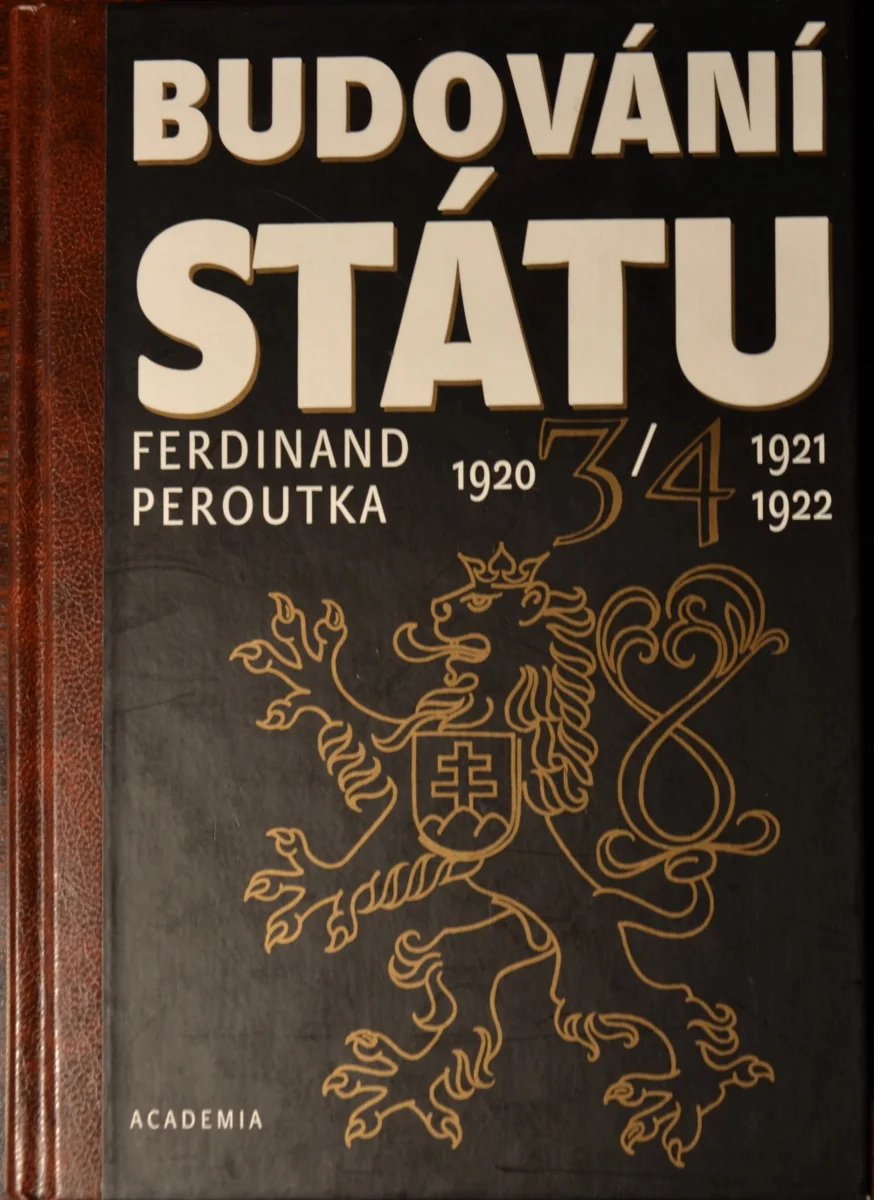 BUDOVÁNÍ
STÁTU
FERDINAND
PEROUTKA
1920 3/4 1921
1922
ACADEMIA